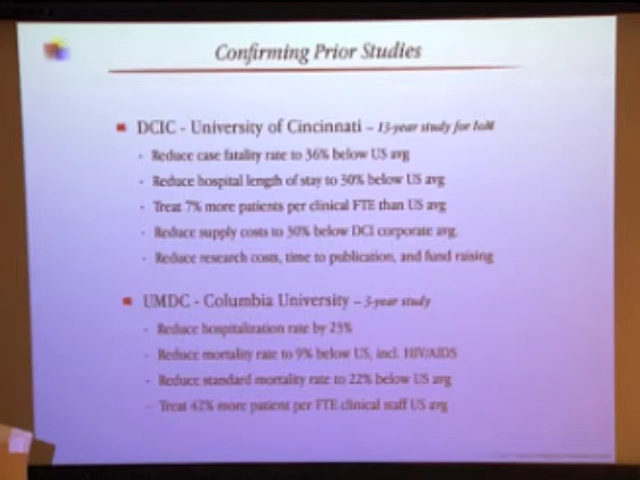 Confirming Prior Studies
DCIC - University of Cincinnati – 13-year study for IoM
- Reduce case fatality rate to 36% below US avg
- Reduce hospital length of stay to 50% below US avg
- Treat 7% more patients per clinical FTE than US avg
- Reduce supply costs to 50% below DCI corporate avg.
- Reduce research costs, time to publication, and fund raising
UMDC - Columbia University – 3-year study
- Reduce hospitalization rate by 25%
- Reduce mortality rate to 9% below US, incl. HIV/AIDS
- Reduce standard mortality rate to 22% below US avg
- Treat 42% more patient per FTE clinical staff US avg